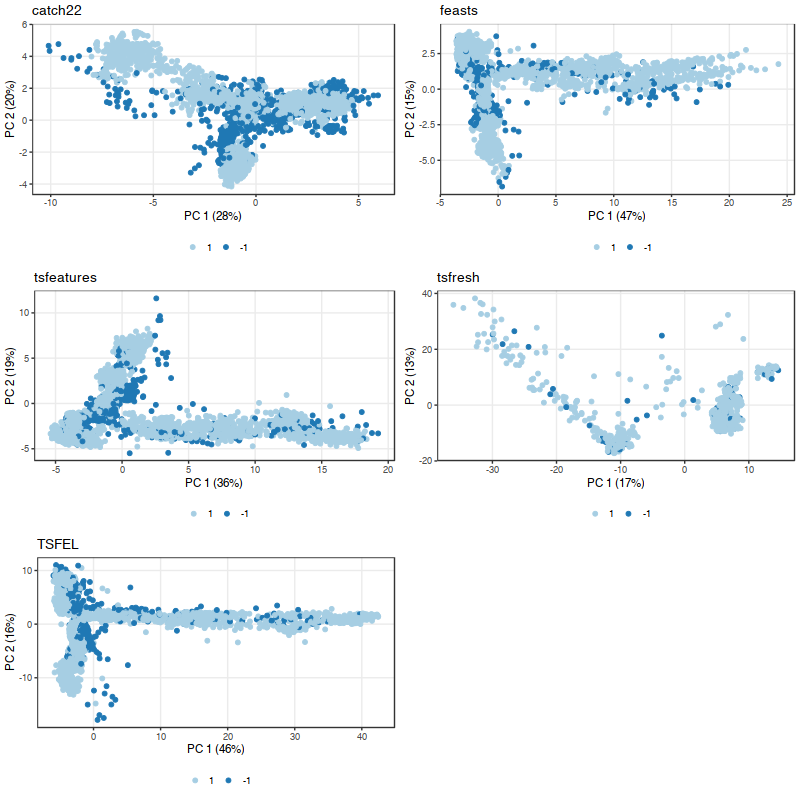 catch22
6
4
2
0
-2
-4
PC 2 (20%)
-10 -5 0 5
PC 1 (28%)
1 -1
feasts
2.5
0.0
-2.5
-5.0
PC 2 (15%)
-5 0 5 10 15 20 25
PC 1 (47%)
1 -1
tsfeatures
10
5
0
-5
PC 2 (19%)
-5 0 5 10 15 20
PC 1 (36%)
1 -1
tsfresh
40
20
0
-20
PC 2 (13%)
-30 -20 -10 0 10
PC 1 (17%)
1 -1
TSFEL
10
0
-10
PC 2 (16%)
0 10 20 30 40
PC 1 (46%)
1 -1